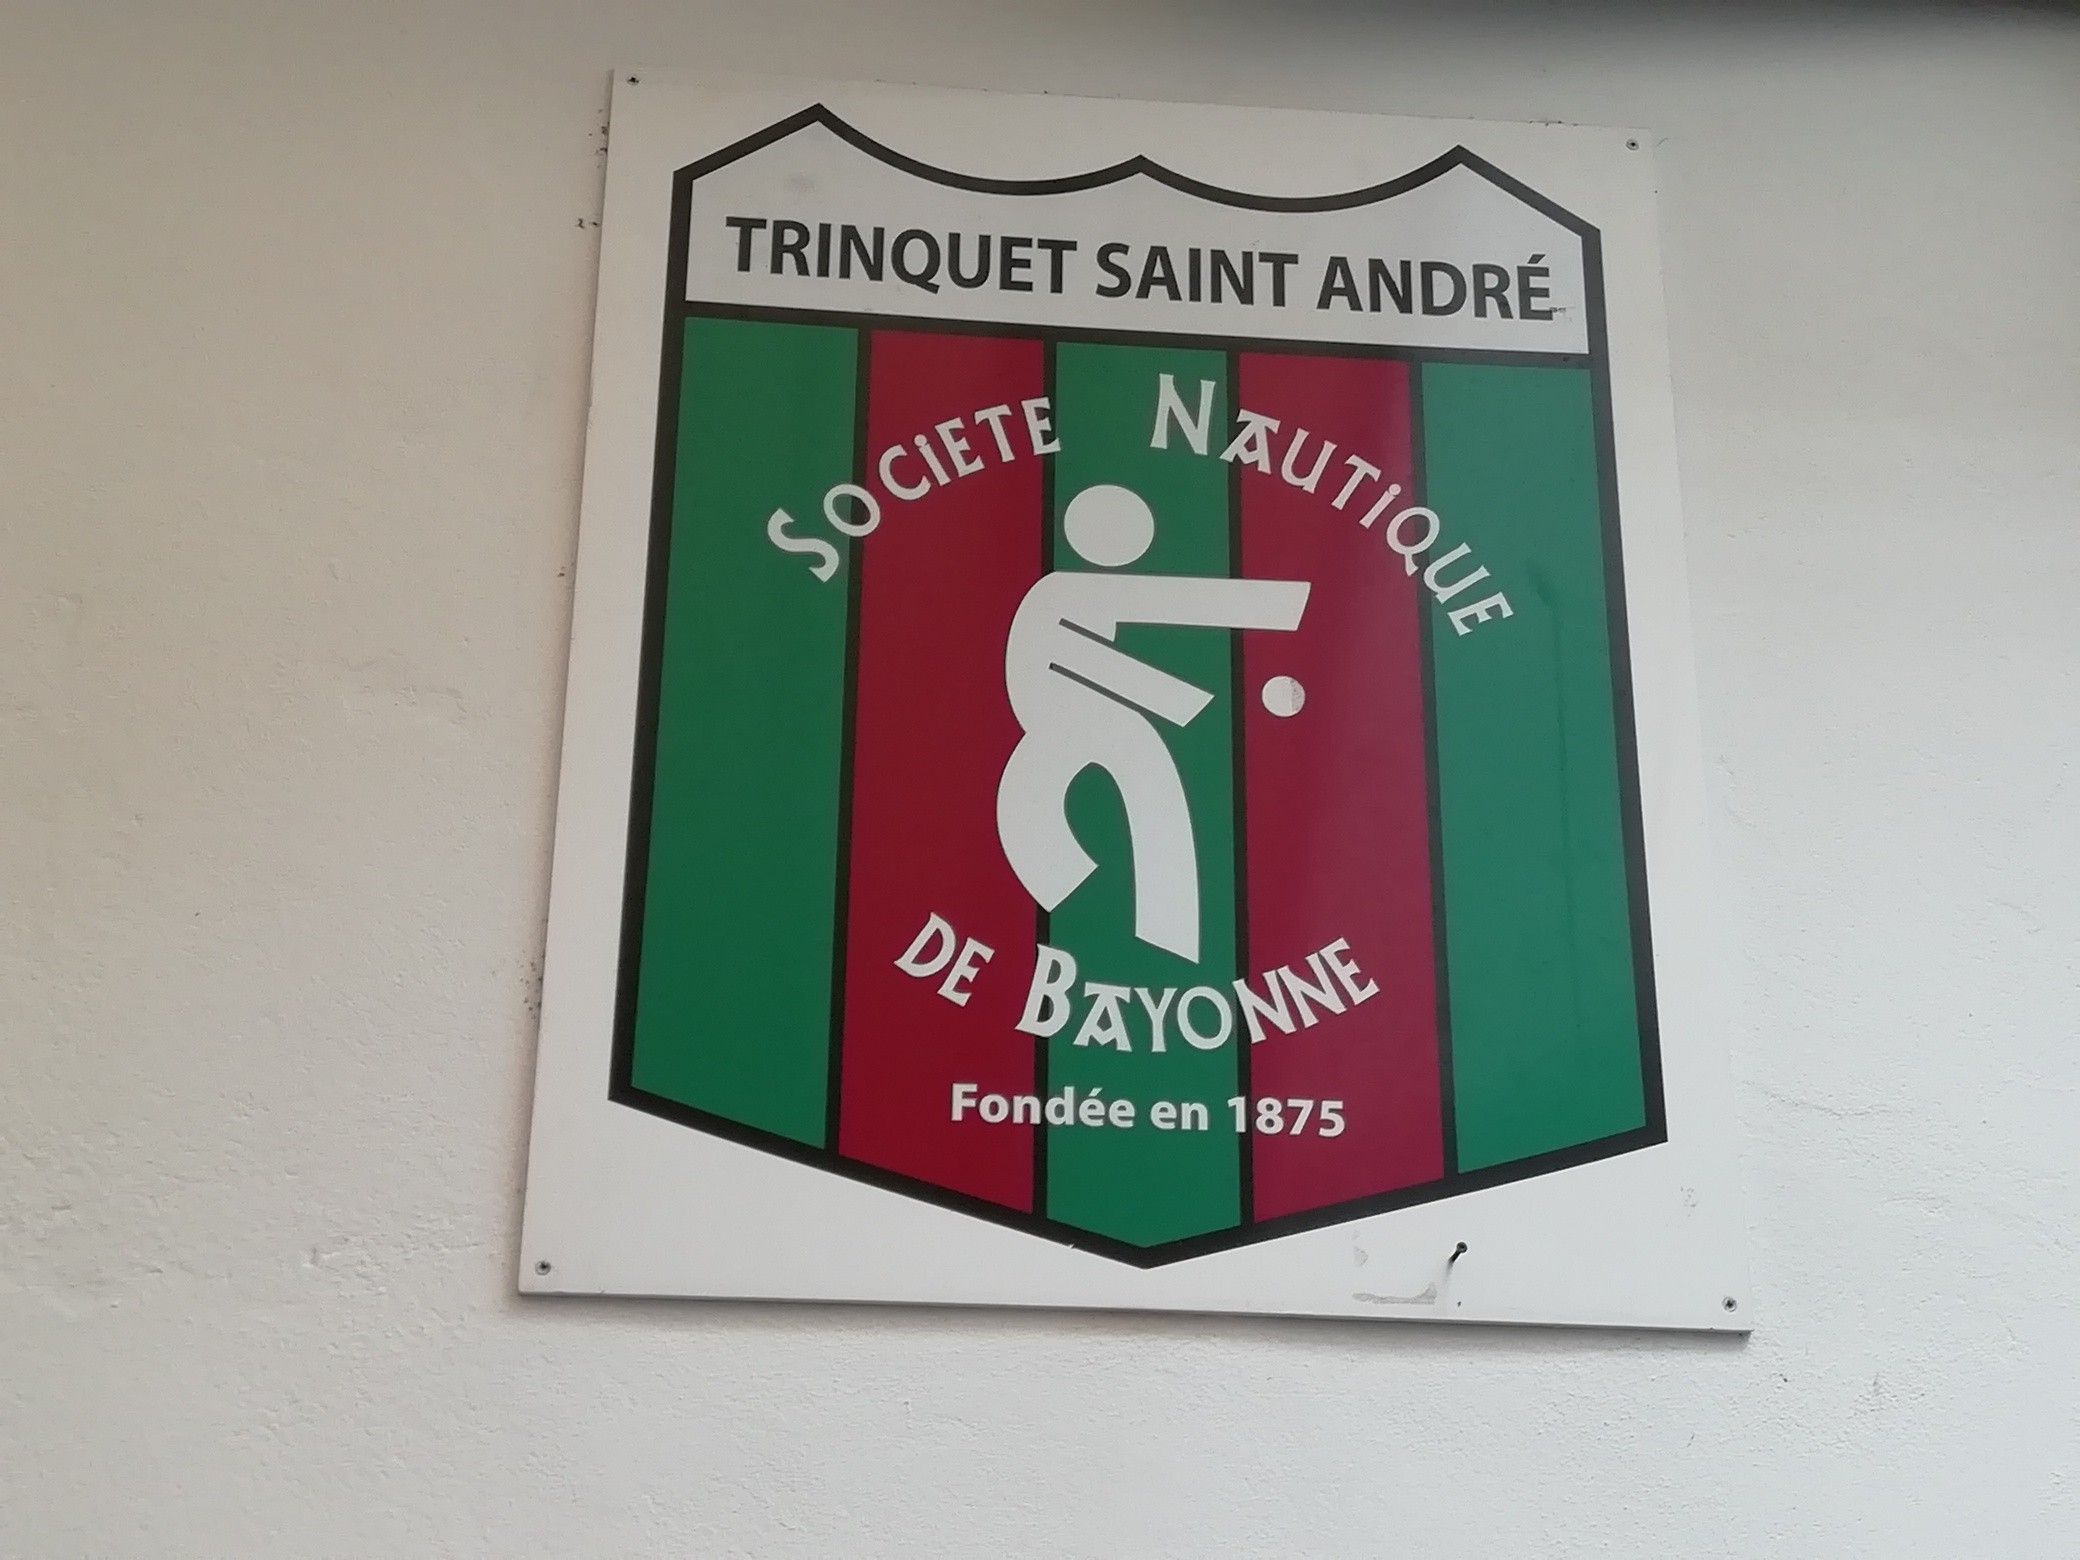 TRINQUET SAINT ANDRÉ
SOCiETE NAUTiQUE
DE BAYONNE
Fondée en 1875